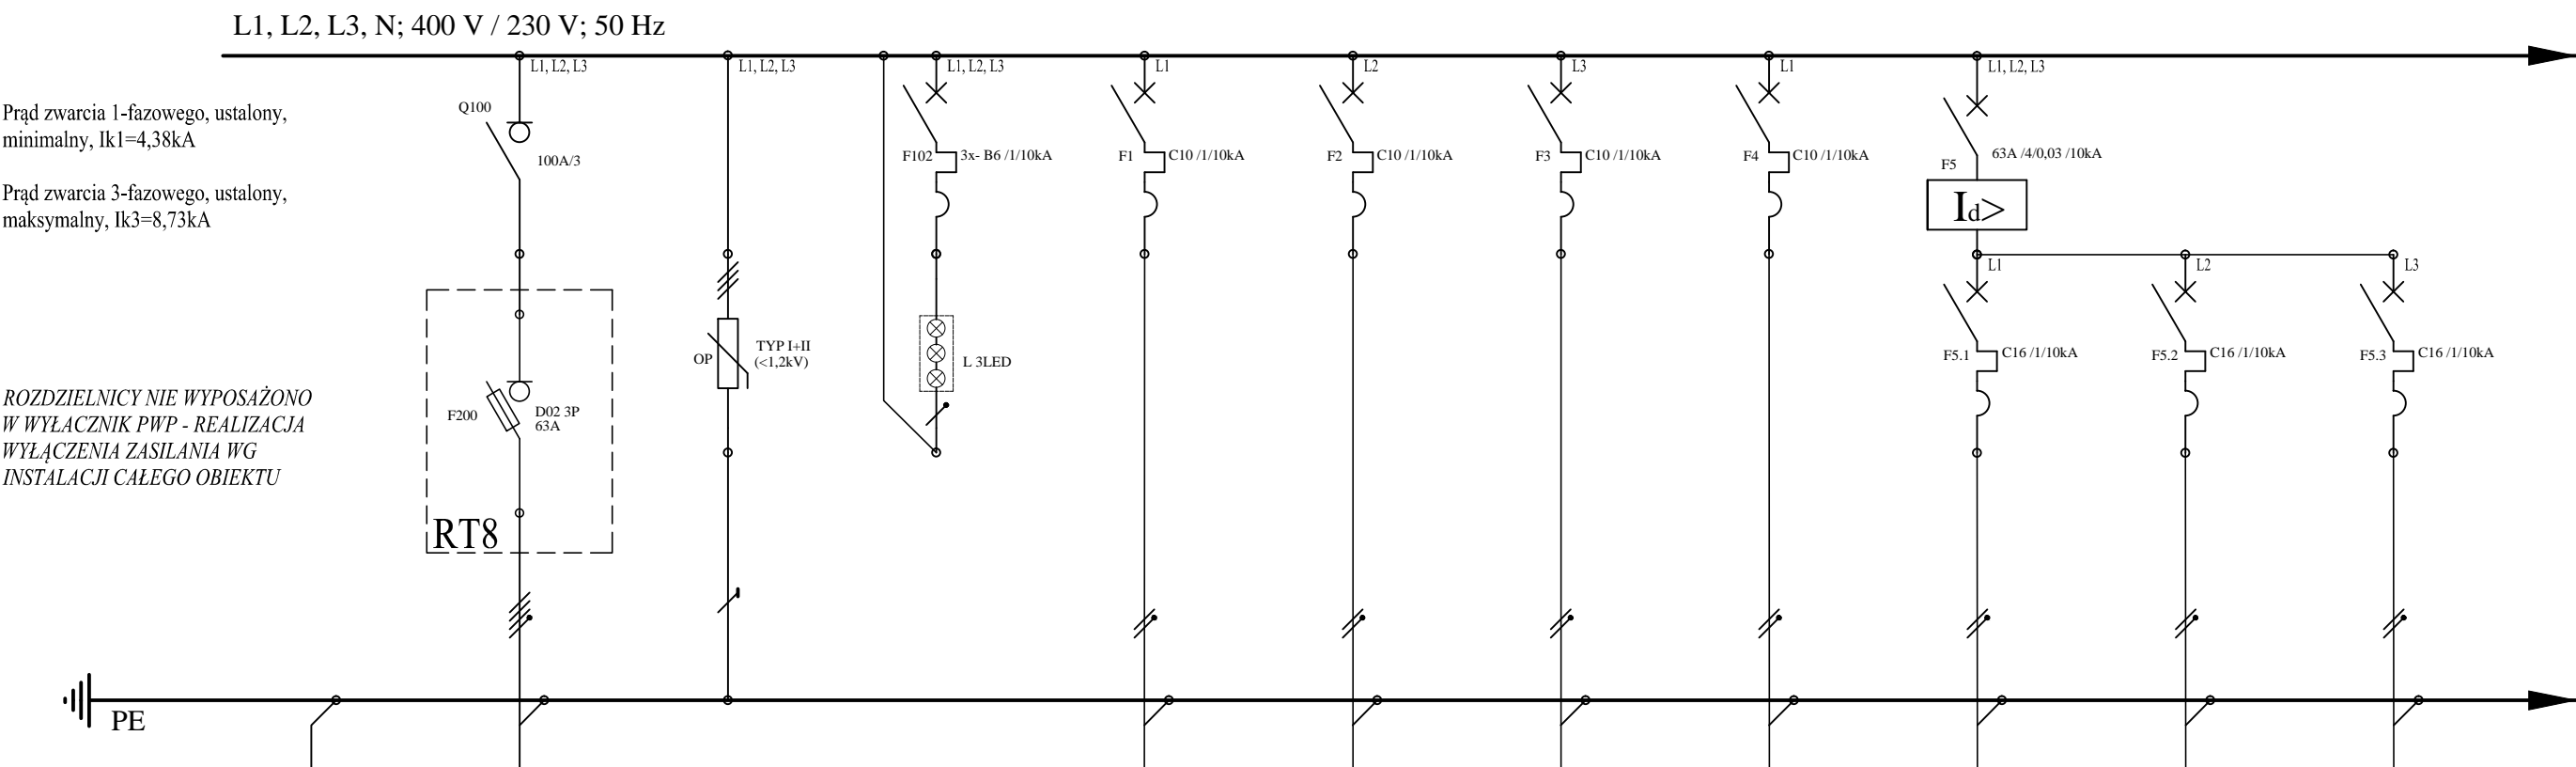 L1, L2, L3, N; 400 V / 230 V; 50 Hz
L1, L2, L3
L1, L2, L3
L1, L2, L3
L1
L2
L3
L1
L1, L2, L3
Prąd zwarcia 1-fazowego, ustalony,
minimalny, Ik1=4,38kA
Prąd zwarcia 3-fazowego, ustalony,
maksymalny, Ik3=8,73kA
Q100
100A/3
F102
3x- B6 /1/10kA
F1
C10 /1/10kA
F2
C10 /1/10kA
F3
C10 /1/10kA
F4
C10 /1/10kA
F5
63A /4/0,03 /10kA
Id>
L1
L2
L3
ROZDZIELNICY NIE WYPOSAŻONO
W WYŁACZNIK PWP - REALIZACJA
WYŁĄCZENIA ZASILANIA WG
INSTALACJI CAŁEGO OBIEKTU
F200
D02 3P
63A
RT8
OP
TYP I+II
(<1,2kV)
L 3LED
F5.1
C16 /1/10kA
F5.2
C16 /1/10kA
F5.3
C16 /1/10kA
PE